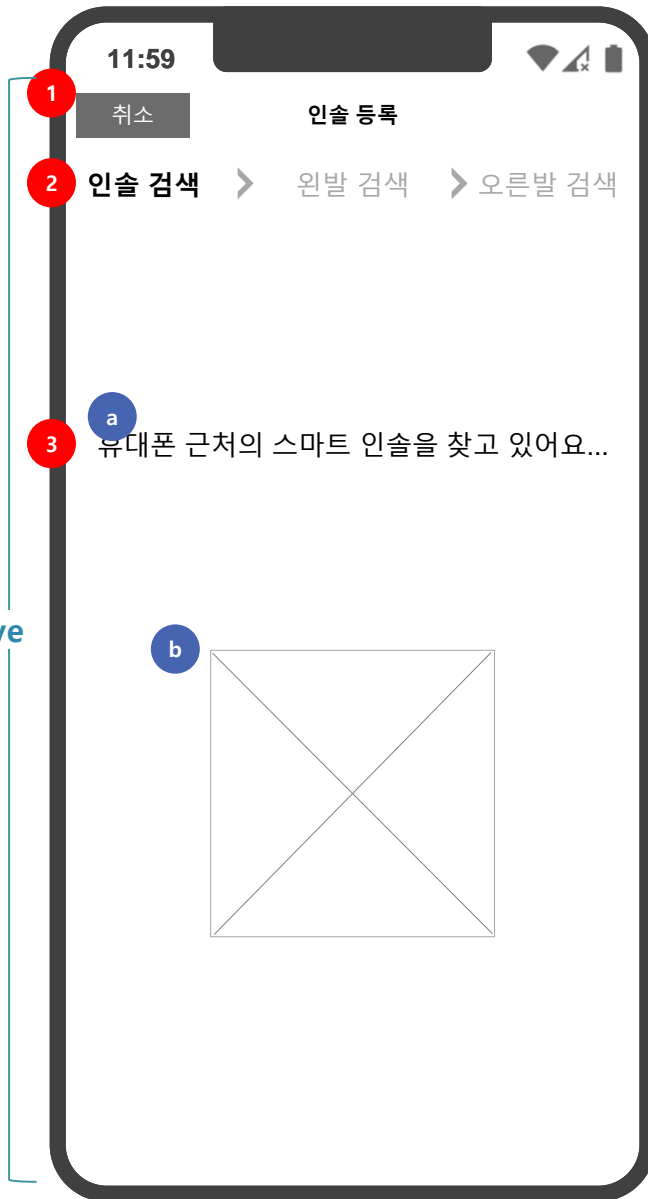 11:59
1
취소
인솔 등록
2
인솔 검색
왼발 검색
오른발 검색
a
3
휴대폰 근처의 스마트 인솔을 찾고 있어요...
b